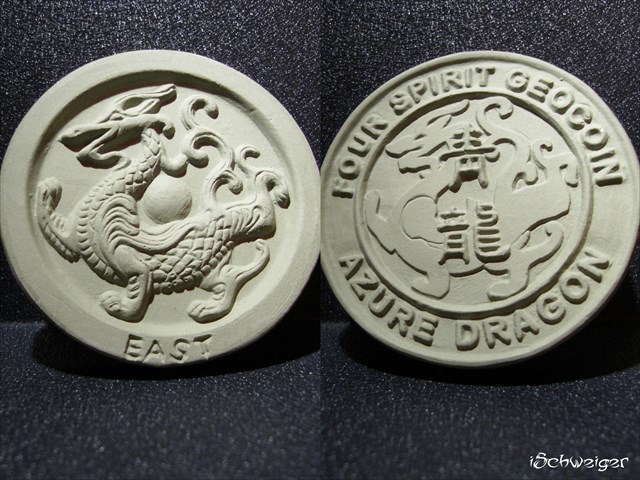 EAST
FOUR SPIRIT GEOCOIN
青
龍
AZURE DRAGON
iSchweiger